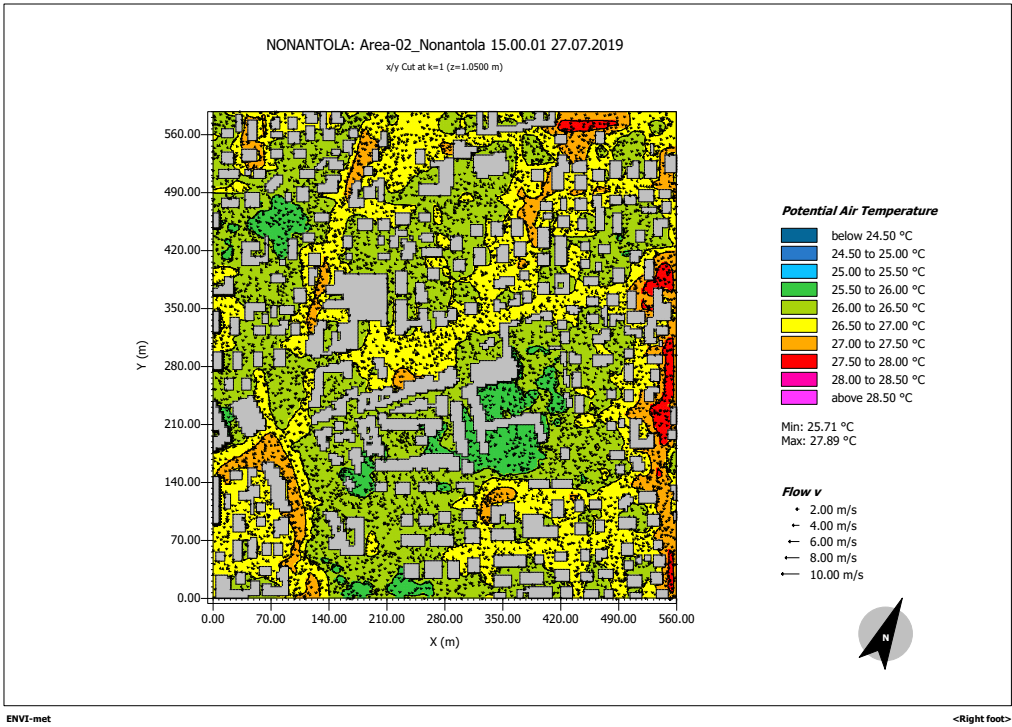 NONANTOLA: Area-02_Nonantola 15.00.01 27.07.2019
x/y Cut at k=1 (z=1.0500 m)
560.00
490.00
420.00
350.00
280.00
210.00
140.00
70.00
0.00
Y (m)
0.00 70.00 140.00 210.00 280.00 350.00 420.00 490.00 560.00
X (m)
Potential Air Temperature
below 24.50 °C
24.50 to 25.00 °C
25.00 to 25.50 °C
25.50 to 26.00 °C
26.00 to 26.50 °C
26.50 to 27.00 °C
27.00 to 27.50 °C
27.50 to 28.00 °C
28.00 to 28.50 °C
above 28.50 °C
Min: 25.71 °C
Max: 27.89 °C
Flow v
2.00 m/s
4.00 m/s
6.00 m/s
8.00 m/s
10.00 m/s
N
ENVI-met
<Right foot>